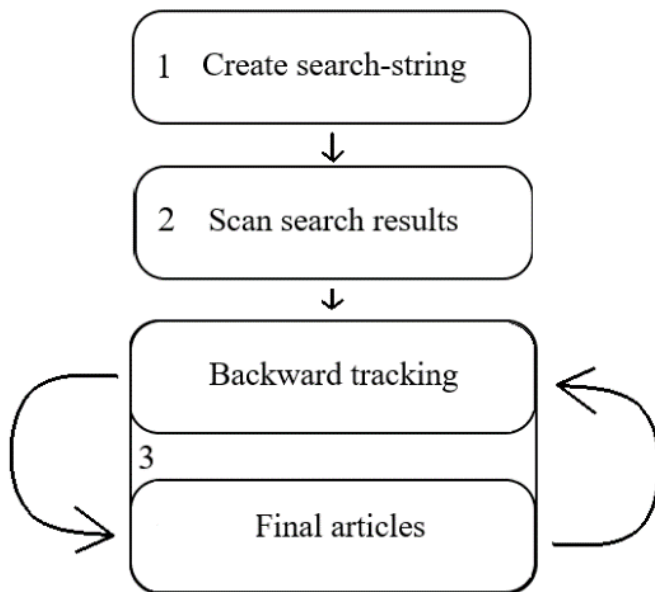 1 Create search-string
2 Scan search results
Backward tracking
3
Final articles